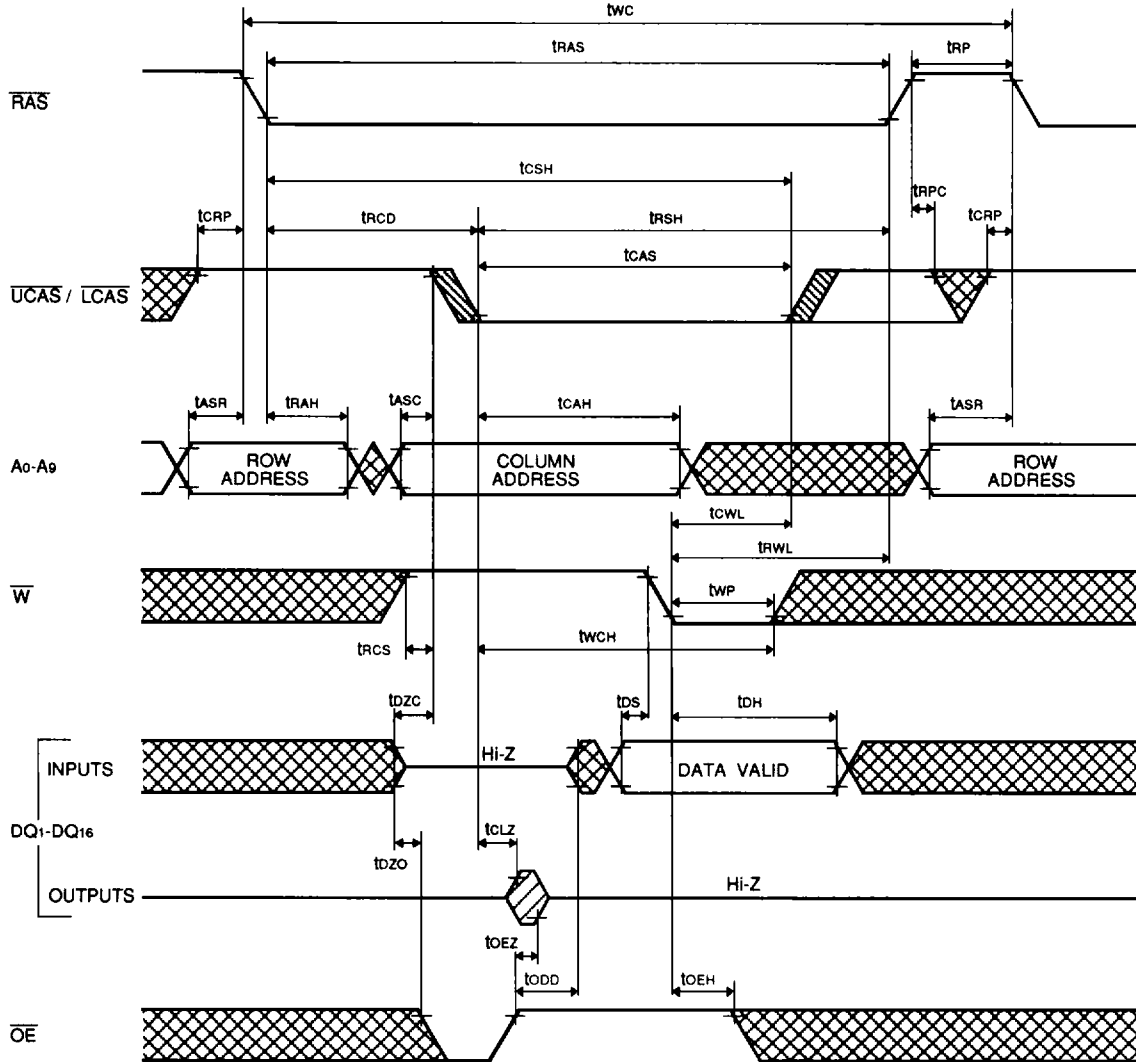 tWC
tRAS
tRP
RAS
tCSH
tRPC
tCRP
tRCD
tRSH
tCRP
tCAS
UCAS / LCAS
tASR
tRAH
tASC
tCAH
tASR
A0-A9
ROW ADDRESS
COLUMN ADDRESS
ROW ADDRESS
tCWL
tRWL
W
tWP
tRCS
tWCH
tDZC
tDS
tDH
INPUTS
Hi-Z
DATA VALID
DQ1-DQ16
tCLZ
tDZO
OUTPUTS
Hi-Z
tOEZ
tODD
tOEH
OE